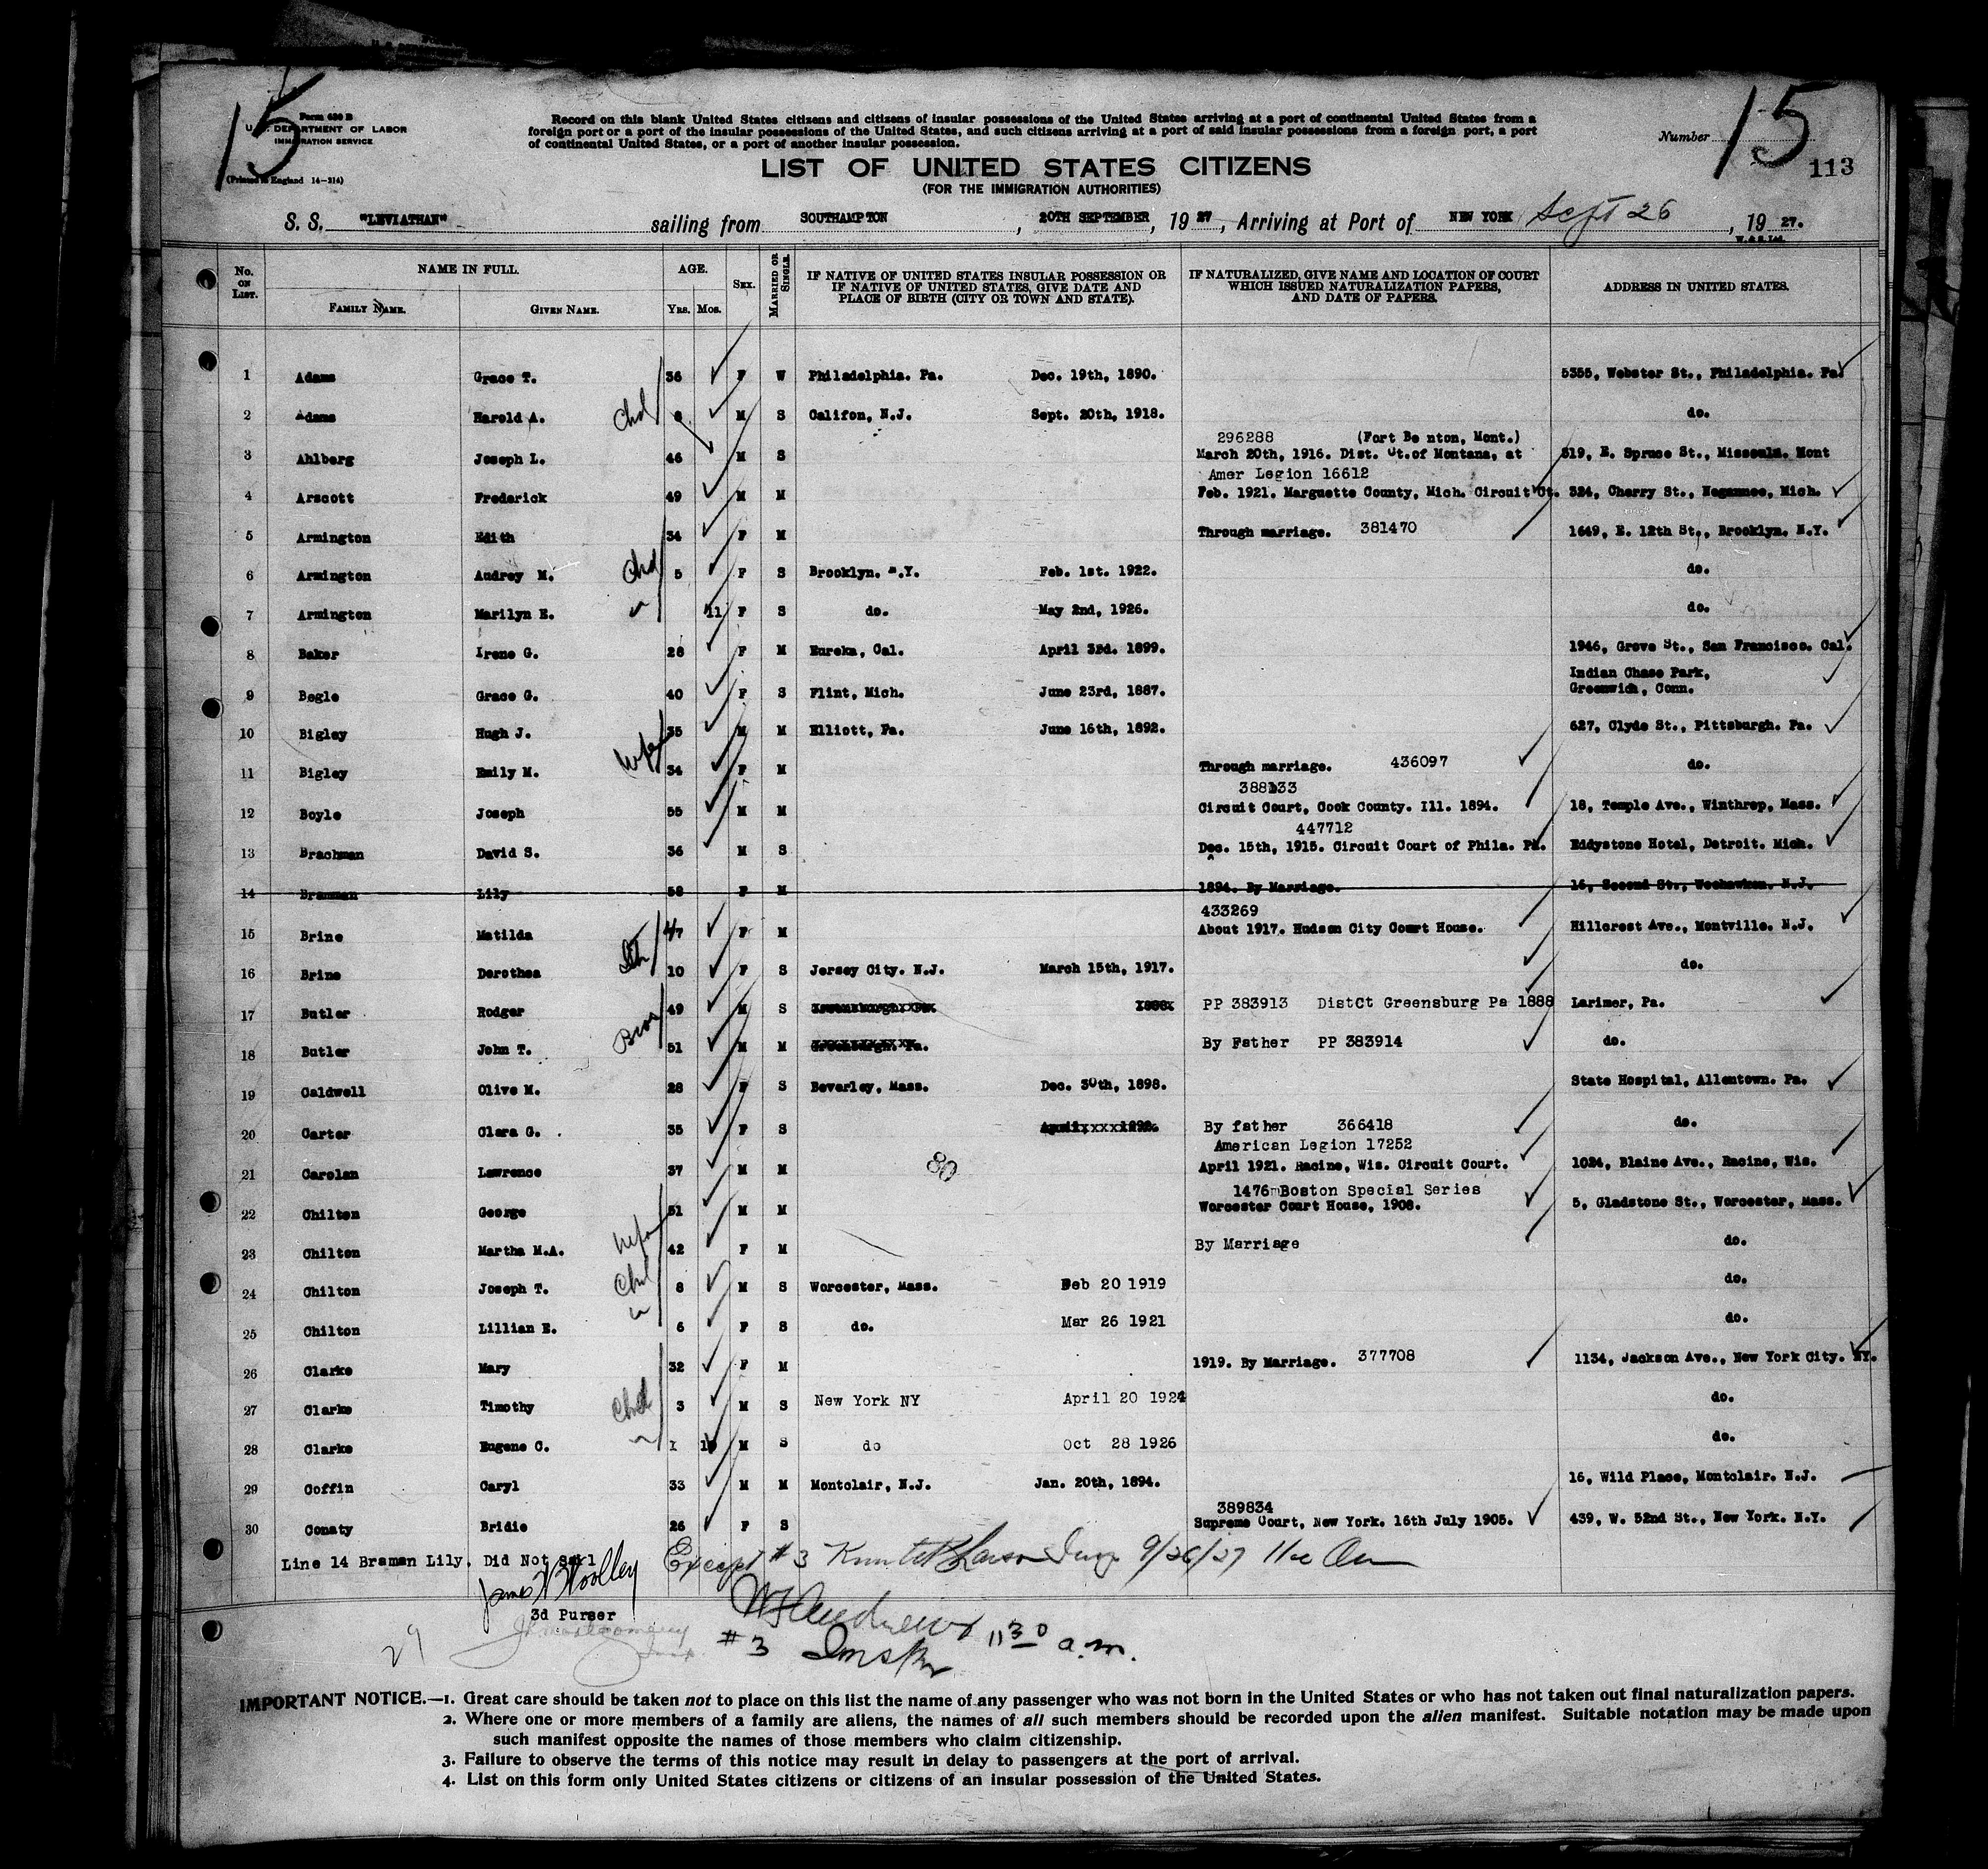 15
Form 630 B
U.S. DEPARTMENT OF LABOR
IMMIGRATION SERVICE
(Printed in England 14-214)
Record on this blank United States citizens and citizens of insular possessions of the United States arriving at a port of continental United States from a
foreign port or a port of the insular possessions of the United States, and such citizens arriving at a port of said insular possessions from a foreign port, a port
of continental United States, or a port of another insular possession.
Number 15
113
LIST OF UNITED STATES CITIZENS
(FOR THE IMMIGRATION AUTHORITIES)
S. S. "LEVIATHAN" sailing from SOUTHAMPTON, 20TH SEPTEMBER, 1927, Arriving at Port of NEW YORK Sept 26, 1927.
W. & S. Ltd.
No. ON LIST. NAME IN FULL. FAMILY NAME. GIVEN NAME. AGE. YRS. MOS. SEX. MARRIED OR SINGLE. IF NATIVE OF UNITED STATES INSULAR POSSESSION OR IF NATIVE OF UNITED STATES, GIVE DATE AND PLACE OF BIRTH (CITY OR TOWN AND STATE). IF NATURALIZED, GIVE NAME AND LOCATION OF COURT WHICH ISSUED NATURALIZATION PAPERS, AND DATE OF PAPERS. ADDRESS IN UNITED STATES.
1 Adams Grace T. 36 F W Philadelphia. Pa. Dec. 19th, 1890. 5355, Webster St., Philadelphia. Pa.
2 Adams Harold A. Chd 8 M S Califon, N.J. Sept. 20th, 1918. do.
296288 (Fort Benton, Mont.)
3 Ahlberg Joseph L. 46 M S March 20th, 1916. Dist. Ct.of Montana, at 519, E. Spruce St., Missoula. Mont
Amer Legion 16612
4 Arscott Frederick 49 M M Feb. 1921. Marguette County, Mich. Circuit Ct. 324, Cherry St., Negaunee, Mich.
5 Armington Edith 34 F M Through marriage. 381470 1649, E. 12th St., Brooklyn. N.Y.
6 Armington Audrey M. Chd 5 F S Brooklyn. N.Y. Feb. 1st. 1922. do.
7 Armington Marilyn E. 11 F S do. May 2nd, 1926. do.
8 Baker Irene G. 28 F M Eureka, Cal. April 3rd. 1899. 1946, Grove St., San Francisco. Cal.
9 Begle Grace G. 40 F S Flint, Mich. June 23rd, 1887. Indian Chase Park,
Greenwich, Conn.
10 Bigley Hugh J. 35 M M Elliott, Pa. June 16th, 1892. 627, Clyde St., Pittsburgh. Pa.
11 Bigley Emily M. Wife 34 F M Through marriage. 436097 do.
388133
12 Boyle Joseph 55 M M Circuit Court, Cook County. Ill. 1894. 18, Temple Ave., Winthrop, Mass.
447712
13 Brachman David S. 36 M S Dec. 15th, 1915. Circuit Court of Phila. Pa. Eddystone Hotel, Detroit. Mich.
14 Braman Lily 58 F M 1894. By Marriage. 16, Second St., Weehawken. N.J.
433269
15 Brine Matilda 47 F M About 1917. Hudson City Court House. Hillcrest Ave., Montville. N.J.
16 Brine Dorothea 10 F S Jersey City. N.J. March 15th, 1917. do.
17 Butler Rodger 49 M S PP 383913 DistCt Greensburg Pa 1888 Larimer, Pa.
18 Butler John T. Bro 51 M M Greensburgh. Pa. By Father PP 383914 do.
19 Caldwell Olive M. 28 F S Beverley, Mass. Dec. 30th, 1898. State Hospital, Allentown. Pa.
20 Carter Clara G. 35 F S By father 366418 do.
American Legion 17252
21 Carolan Lawrence 37 M M 80 April 1921. Racine, Wis. Circuit Court. 1024, Blaine Ave., Racine, Wis.
1476 Boston Special Series
22 Chilton George 51 M M Worcester Court House, 1908. 5, Gladstone St., Worcester, Mass.
23 Chilton Martha M.A. Wife 42 F M By Marriage do.
24 Chilton Joseph T. Chd 8 M S Worcester, Mass. Feb 20 1919 do.
25 Chilton Lillian E. 6 F S do. Mar 26 1921 do.
26 Clarke Mary 32 F M 1919. By Marriage. 377708 1134, Jackson Ave., New York City. NY.
27 Clarke Timothy Chd 3 M S New York NY April 20 1924 do.
28 Clarke Eugene C. 1 M S do Oct 28 1926 do.
29 Coffin Caryl 33 M M Montclair, N.J. Jan. 20th, 1894. 16, Wild Place, Montclair. N.J.
389834
30 Conaty Bridie 26 F S Supreme Court, New York. 16th July 1905. 439, W. 52nd St., New York. N.Y.
Line 14 Braman Lily. Did Not Sail Except #3 9/26/27
James W Woolley
3d Purser
W Andrews
29 #3 Inspr 11 30 a.m.
IMPORTANT NOTICE.—1. Great care should be taken not to place on this list the name of any passenger who was not born in the United States or who has not taken out final naturalization papers.
2. Where one or more members of a family are aliens, the names of all such members should be recorded upon the alien manifest. Suitable notation may be made upon
such manifest opposite the names of those members who claim citizenship.
3. Failure to observe the terms of this notice may result in delay to passengers at the port of arrival.
4. List on this form only United States citizens or citizens of an insular possession of the United States.